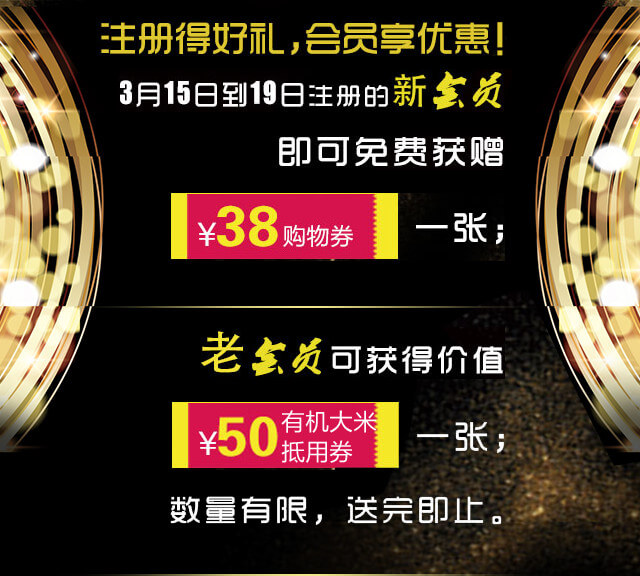 注册得好礼,会员享优惠!
3月15日到19日注册的新会员
即可免费获赠
¥38购物券 一张;
老会员可获得价值
¥50有机大米抵用券 一张;
数量有限，送完即止。